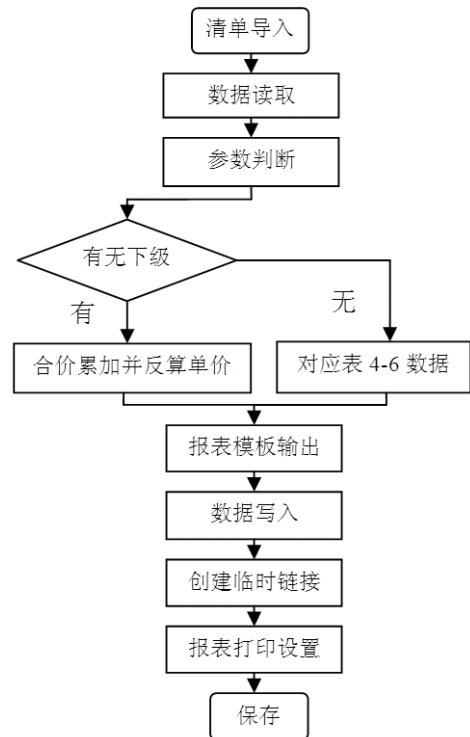 清单导入
数据读取
参数判断
有无下级
有
无
合价累加并反算单价
对应表 4-6 数据
报表模板输出
数据写入
创建临时链接
报表打印设置
保存